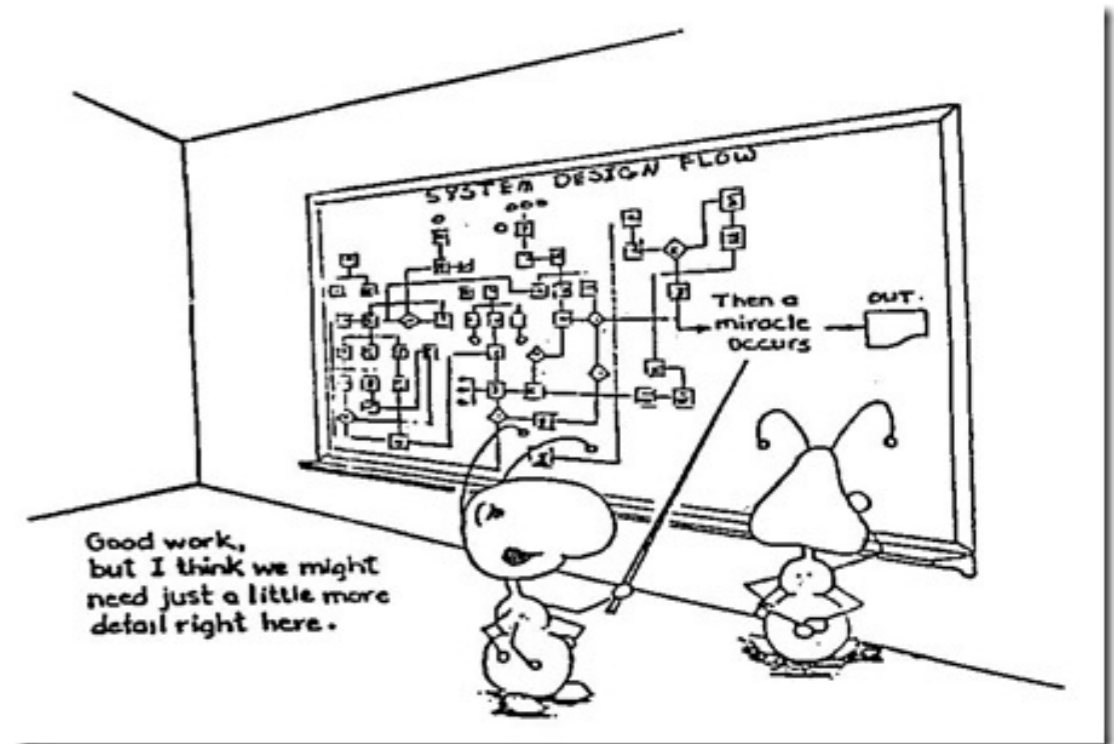 SYSTEM DESIGN FLOW
Then a
miracle
occurs
OUT.
Good work,
but I think we might
need just a little more
detail right here.